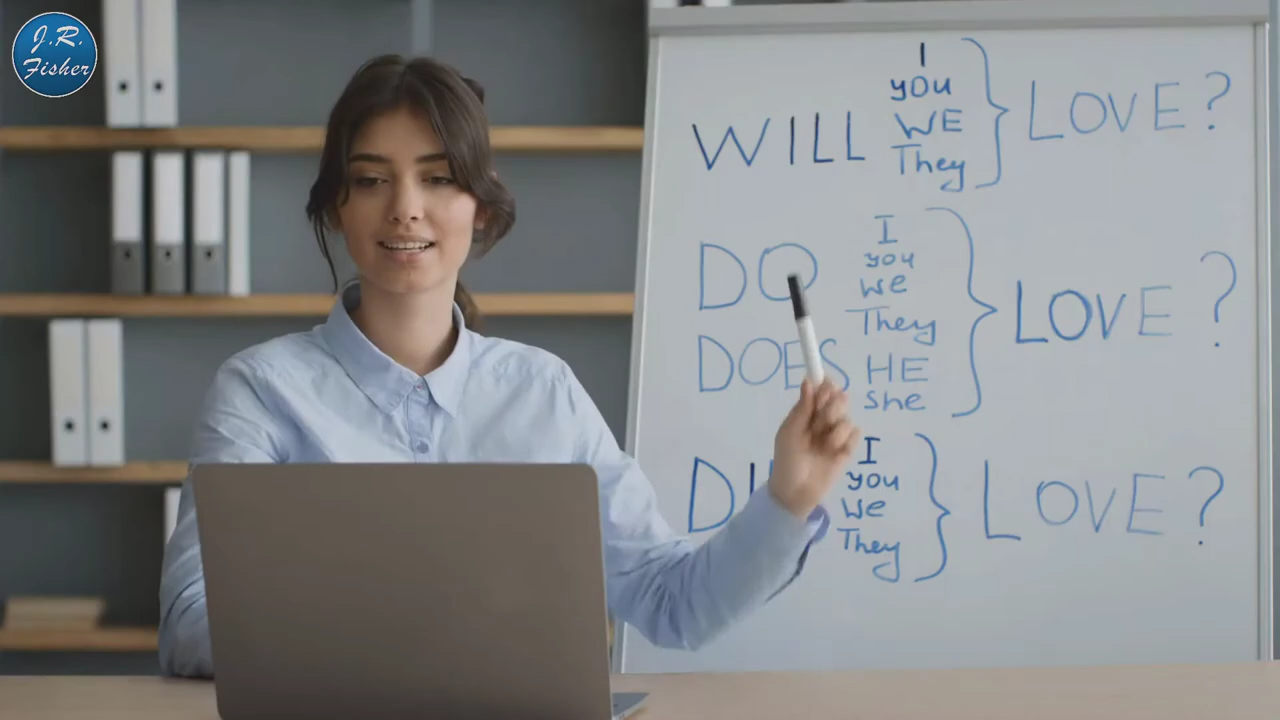 J.R.
Fisher
I
you
WILL WE LOVE?
They
I
you
DO we
They LOVE?
DOES HE
she
I
you
we LOVE?
They